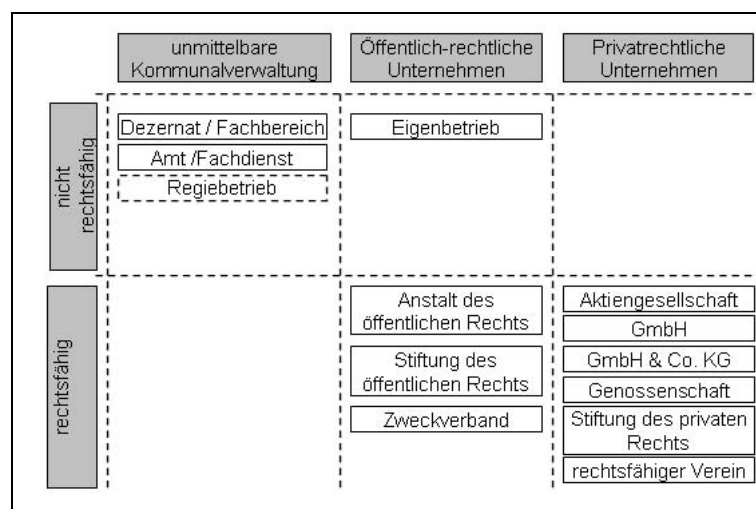 unmittelbare
Kommunalverwaltung
Öffentlich-rechtliche
Unternehmen
Privatrechtliche
Unternehmen
nicht
rechtsfähig
Dezernat / Fachbereich
Amt /Fachdienst
Regiebetrieb
Eigenbetrieb
rechtsfähig
Anstalt des
öffentlichen Rechts
Stiftung des
öffentlichen Rechts
Zweckverband
Aktiengesellschaft
GmbH
GmbH & Co. KG
Genossenschaft
Stiftung des privaten
Rechts
rechtsfähiger Verein